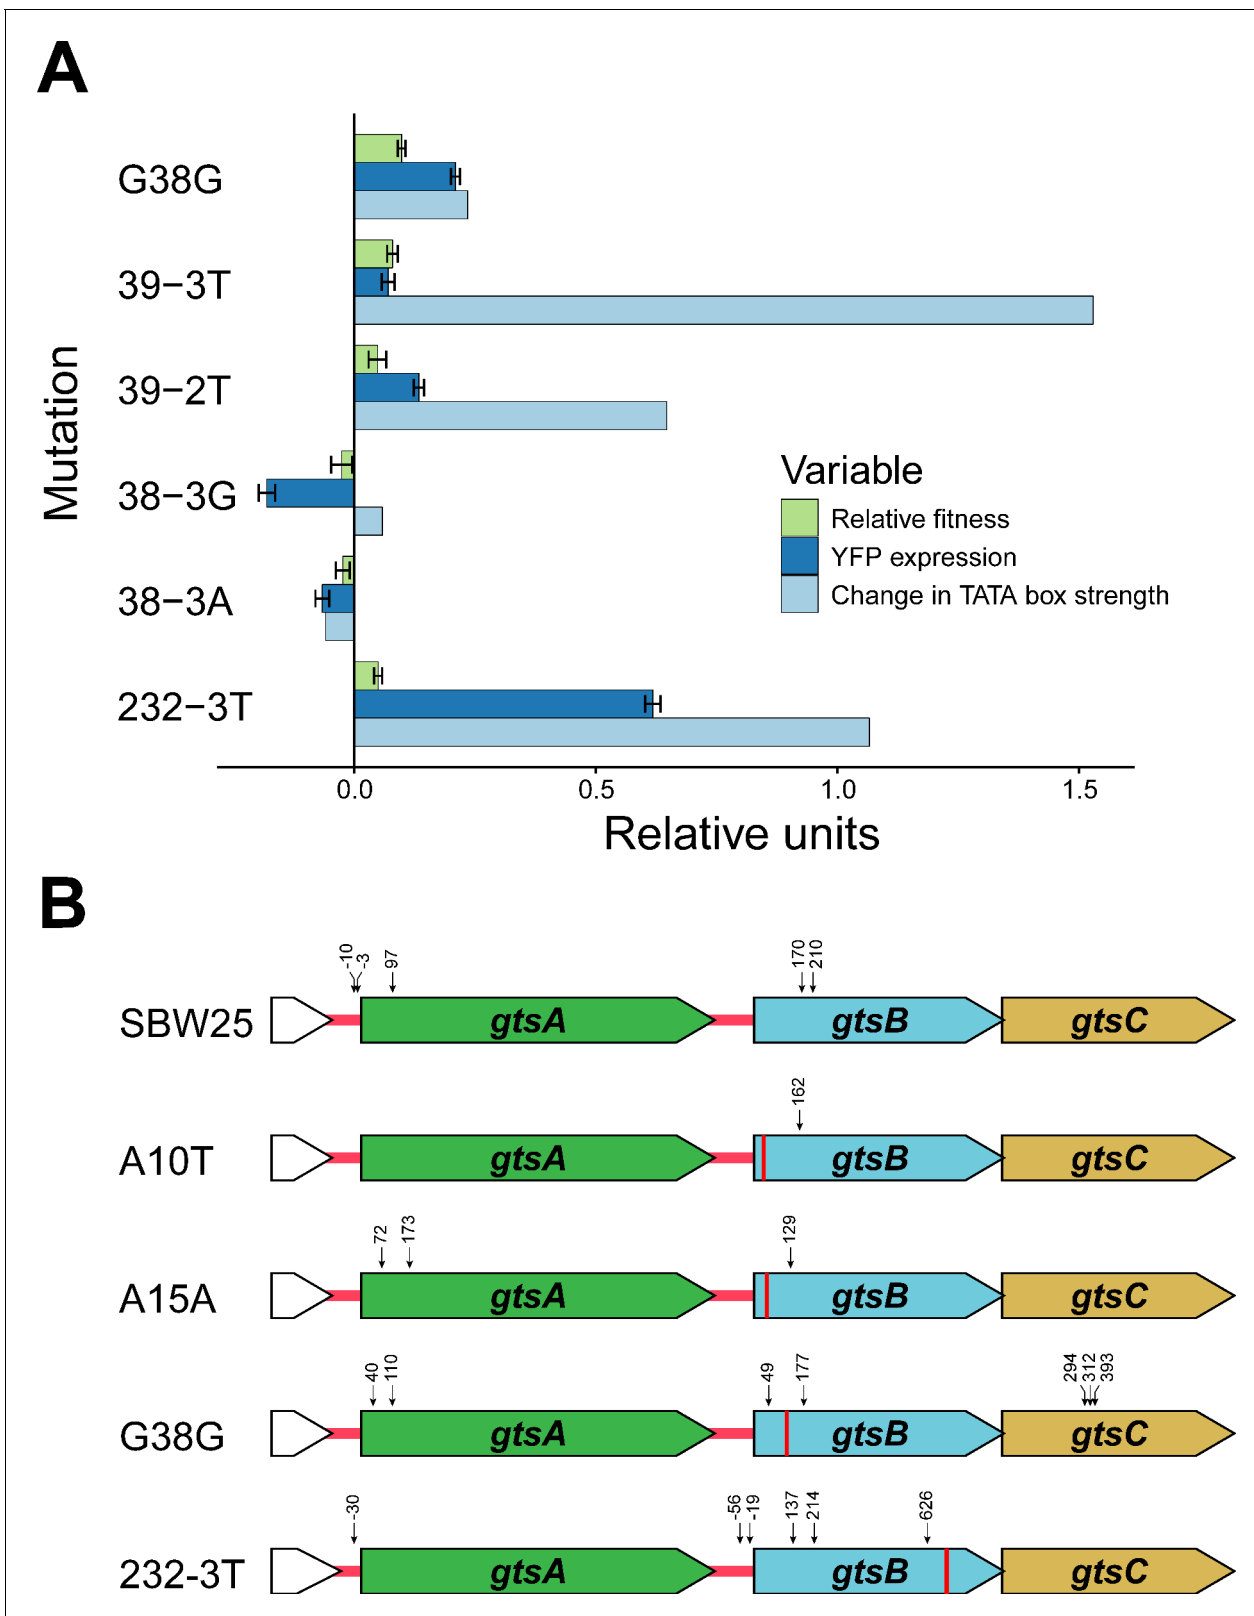 A
G38G
39−3T
39−2T
38−3G
38−3A
232−3T
Mutation
Variable
Relative fitness
YFP expression
Change in TATA box strength
0.0 0.5 1.0 1.5
Relative units
B
-10 -3 97 170 210
SBW25 gtsA gtsB gtsC
162
A10T gtsA gtsB gtsC
72 173 129
A15A gtsA gtsB gtsC
40 110 49 177 294 312 393
G38G gtsA gtsB gtsC
-30 -56 -19 137 214 626
232-3T gtsA gtsB gtsC